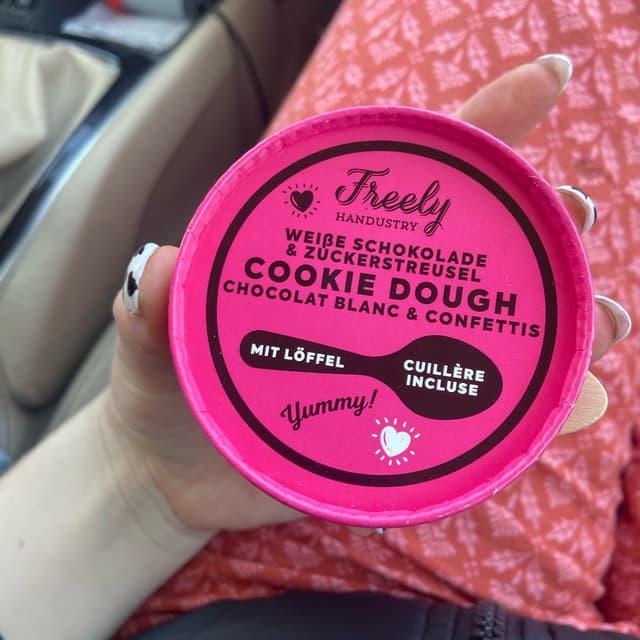 Freely
HANDUSTRY
WEIßE SCHOKOLADE
& ZUCKERSTREUSEL
COOKIE DOUGH
CHOCOLAT BLANC & CONFETTIS
MIT LÖFFEL
CUILLÈRE
INCLUSE
Yummy!